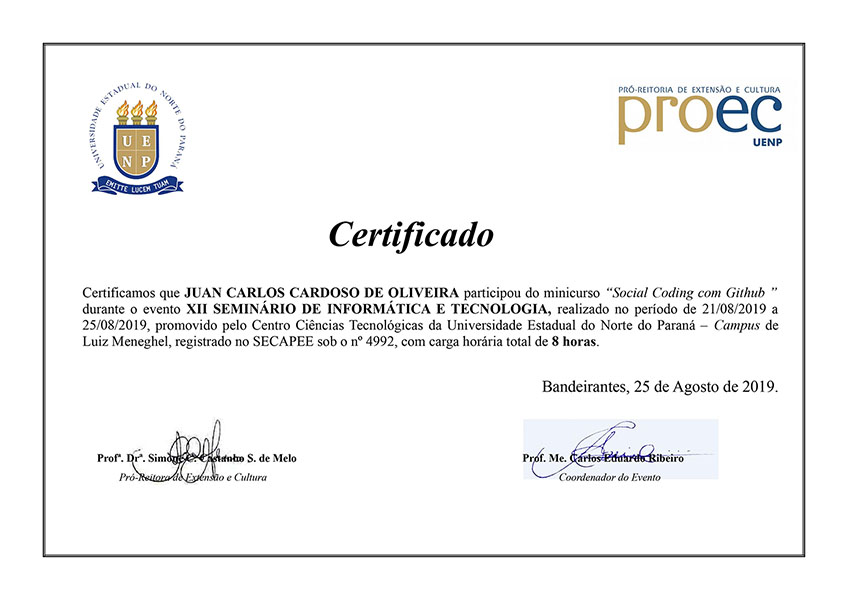 UNIVERSIDADE ESTADUAL DO NORTE DO PARANÁ
U E
N P
EMITTE LUCEM TUAM
PRÓ-REITORIA DE EXTENSÃO E CULTURA
proec
UENP
Certificado
Certificamos que JUAN CARLOS CARDOSO DE OLIVEIRA participou do minicurso “Social Coding com Github ”
durante o evento XII SEMINÁRIO DE INFORMÁTICA E TECNOLOGIA, realizado no período de 21/08/2019 a
25/08/2019, promovido pelo Centro Ciências Tecnológicas da Universidade Estadual do Norte do Paraná – Campus de
Luiz Meneghel, registrado no SECAPEE sob o nº 4992, com carga horária total de 8 horas.
Bandeirantes, 25 de Agosto de 2019.
Profª. Drª. Simone C. Castanho S. de Melo
Pró-Reitora de Extensão e Cultura
Prof. Me. Carlos Eduardo Ribeiro
Coordenador do Evento